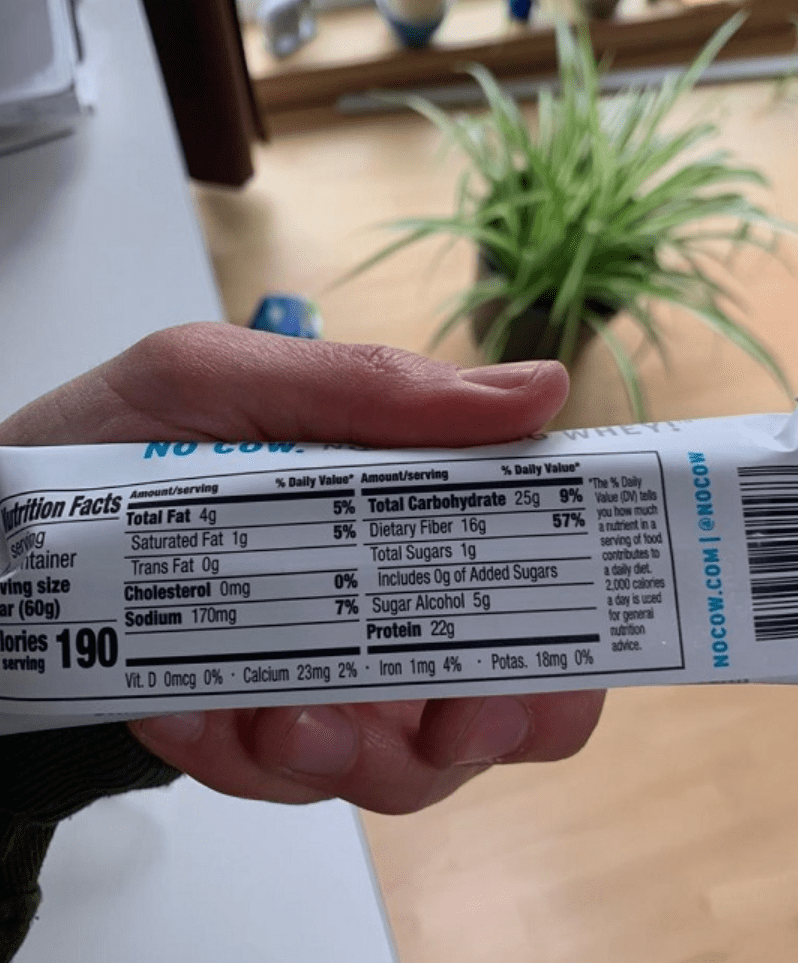 NO COW.
WHEY!
Nutrition Facts
serving
ving size
ar (60g)
lories 190
serving
Amount/serving % Daily Value*
Total Fat 4g 5%
Saturated Fat 1g 5%
Trans Fat 0g
Cholesterol 0mg 0%
Sodium 170mg 7%
Amount/serving % Daily Value*
Total Carbohydrate 25g 9%
Dietary Fiber 16g 57%
Total Sugars 1g
Includes 0g of Added Sugars
Sugar Alcohol 5g
Protein 22g
Vit. D 0mcg 0% · Calcium 23mg 2% · Iron 1mg 4% · Potas. 18mg 0%
*The % Daily
Value (DV) tells
you how much
a nutrient in a
serving of food
contributes to
a daily diet.
2,000 calories
a day is used
for general
nutrition
advice.
NOCOW.COM | @NOCOW